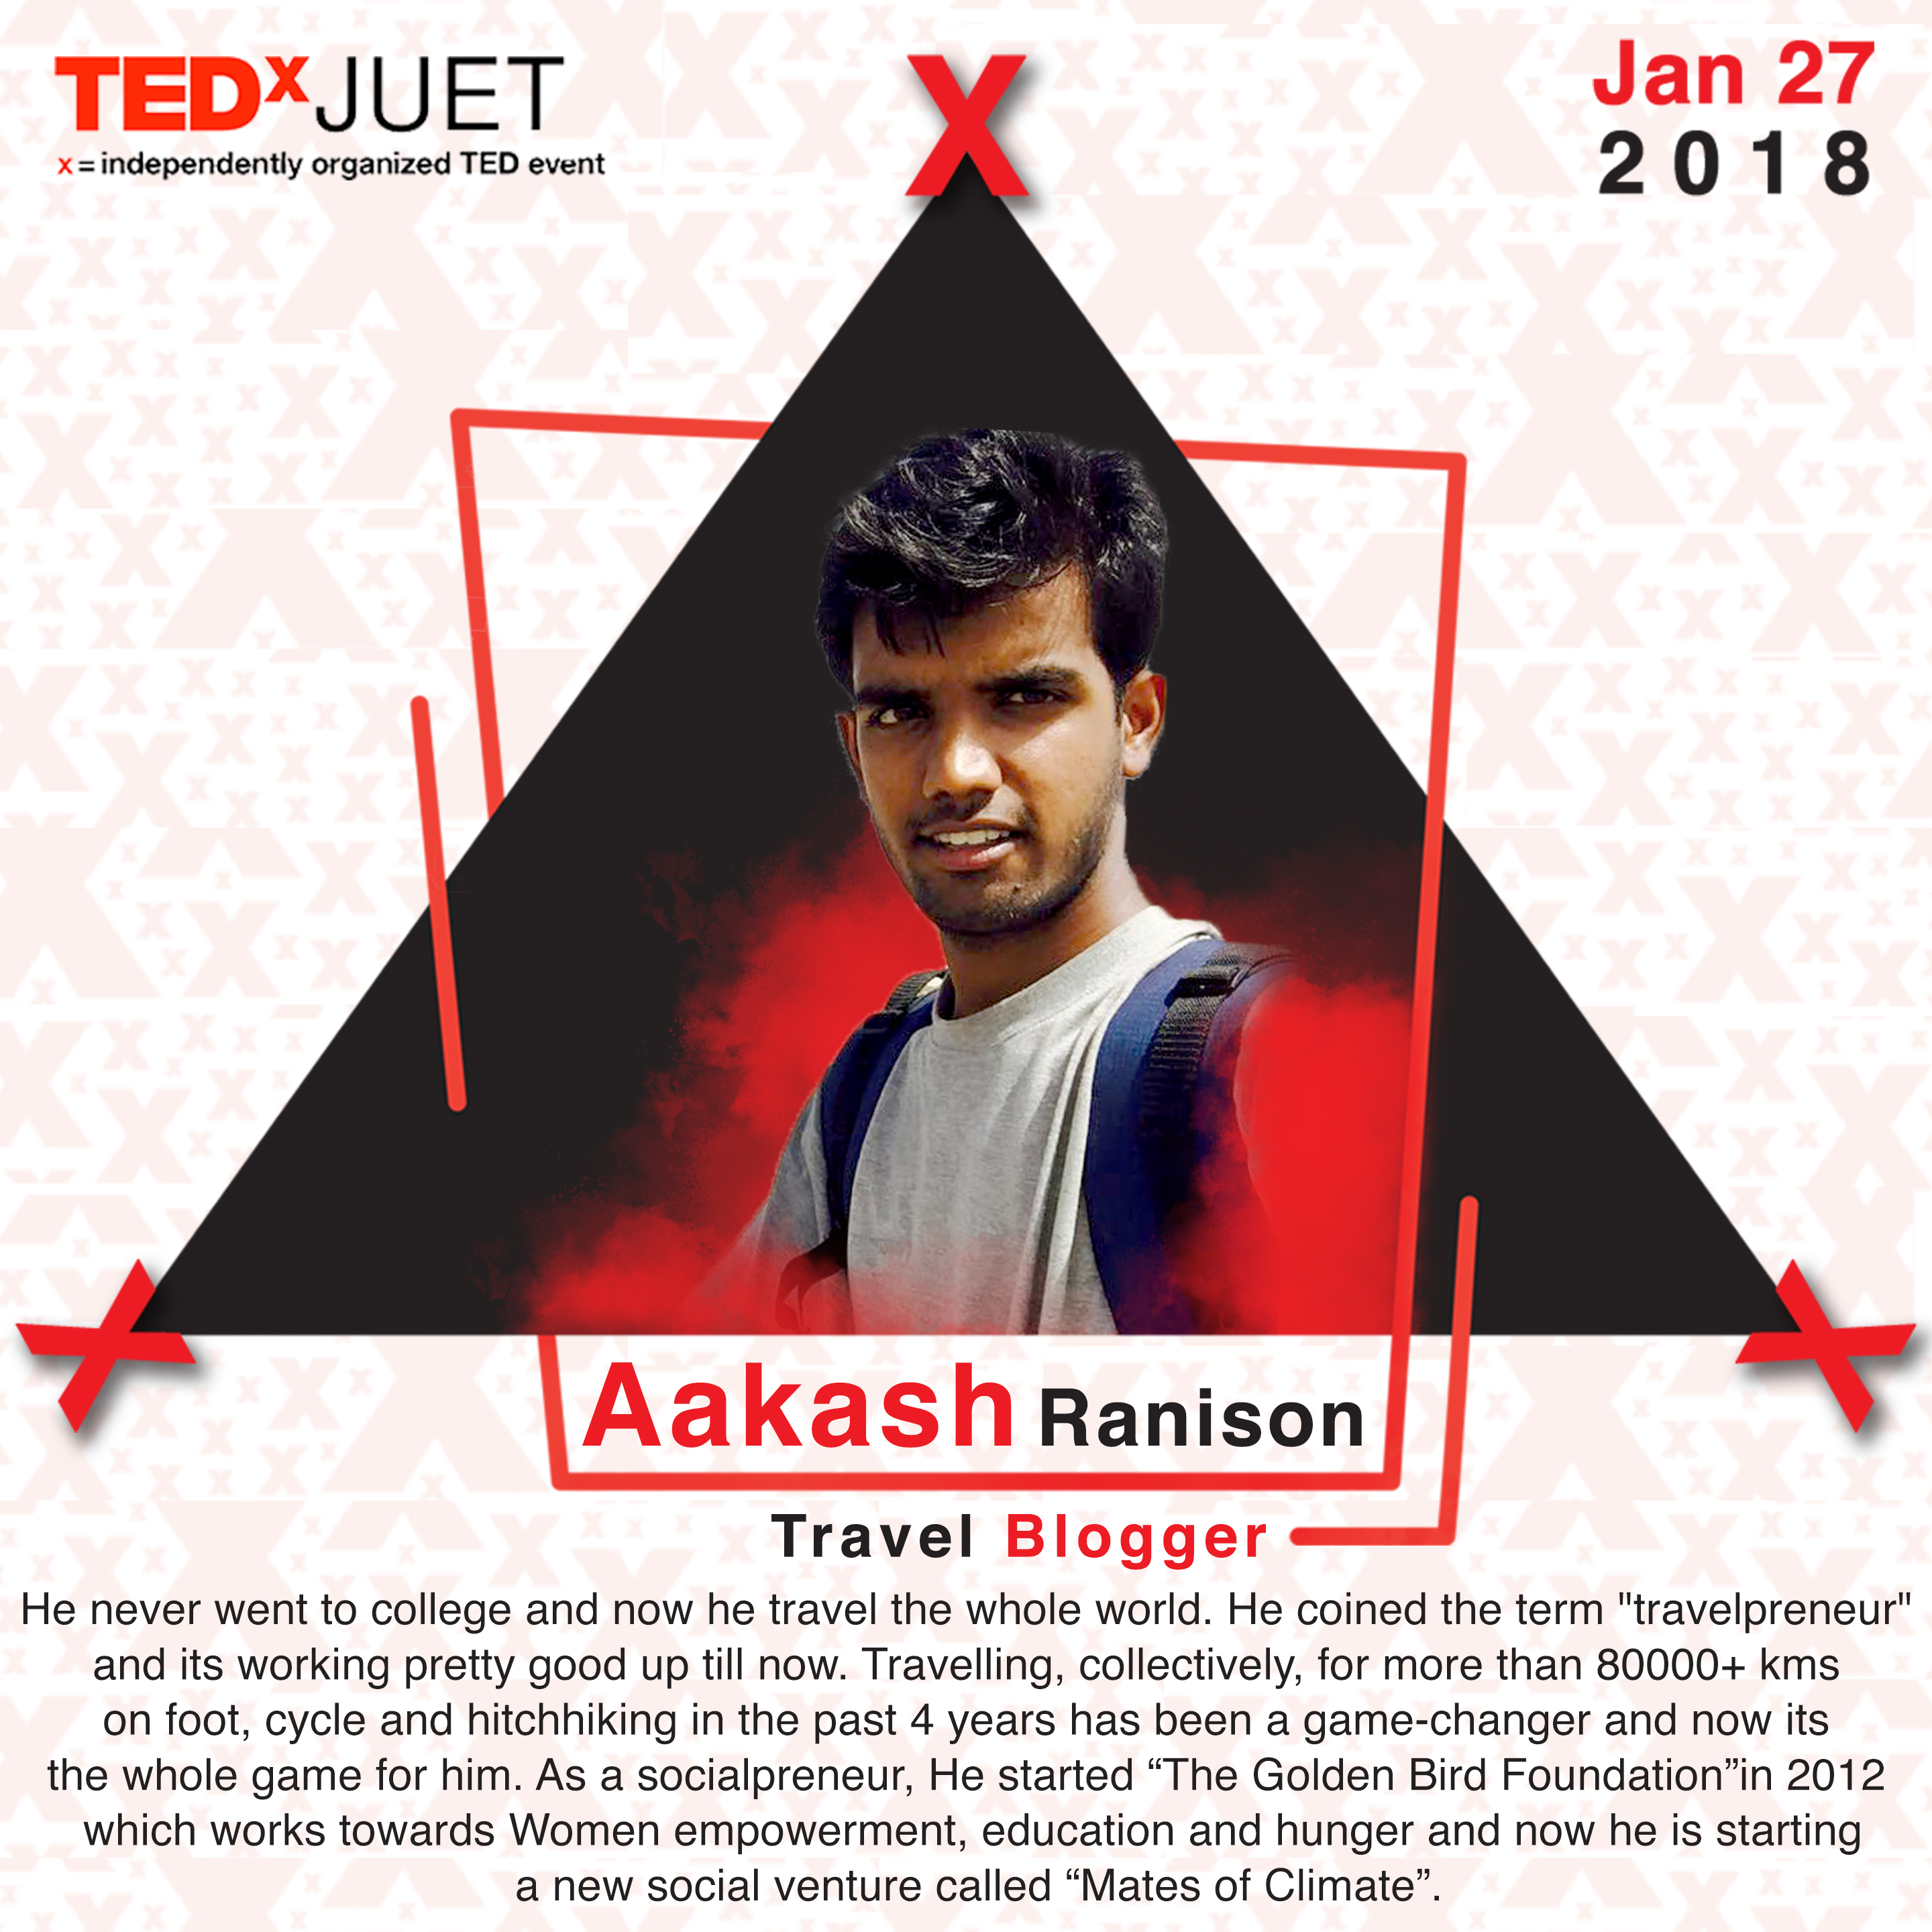 TEDxJUET
x = independently organized TED event
Jan 27
2018
Aakash Ranison
Travel Blogger
He never went to college and now he travel the whole world. He coined the term "travelpreneur"
and its working pretty good up till now. Travelling, collectively, for more than 80000+ kms
on foot, cycle and hitchhiking in the past 4 years has been a game-changer and now its
the whole game for him. As a socialpreneur, He started “The Golden Bird Foundation”in 2012
which works towards Women empowerment, education and hunger and now he is starting
a new social venture called “Mates of Climate”.